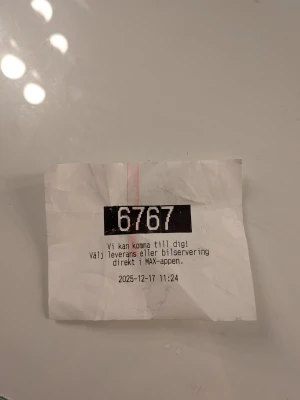 6767
Vi kan komma till dig!
Välj leverans eller bilservering
direkt i MAX-appen.
2025-12-17 11:24